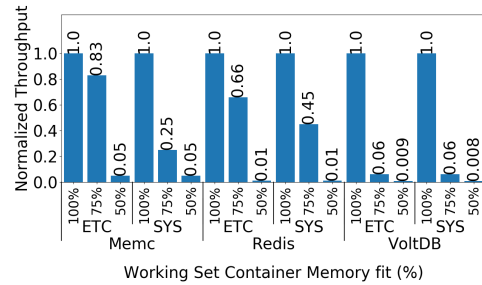 Normalized Throughput
1.0
0.8
0.6
0.4
0.2
0.0
1.0 0.83 0.05 1.0 0.25 0.05 1.0 0.66 0.01 1.0 0.45 0.01 1.0 0.06 0.009 1.0 0.06 0.008
100% 75% 50% 100% 75% 50% 100% 75% 50% 100% 75% 50% 100% 75% 50% 100% 75% 50%
ETC SYS ETC SYS ETC SYS
Memc Redis VoltDB
Working Set Container Memory fit (%)